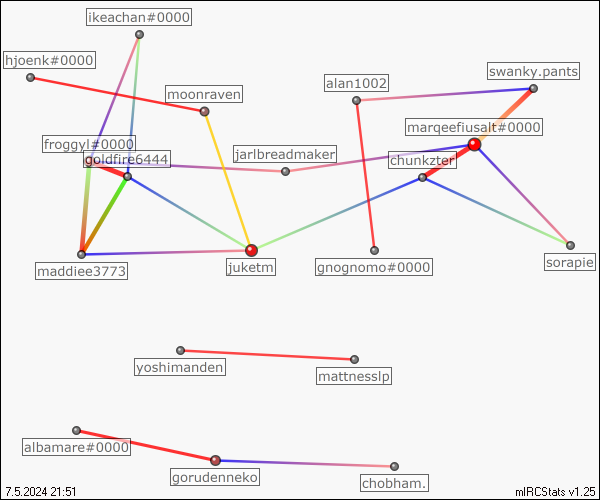 ikeachan#0000
hjoenk#0000
swanky.pants
alan1002
moonraven
marqeefiusalt#0000
froggyl#0000
jarlbreadmaker
goldfire6444
chunkzter
sorapie
maddiee3773
juketm
gnognomo#0000
yoshimanden
mattnesslp
albamare#0000
gorudenneko
chobham.
7.5.2024 21:51
mIRCStats v1.25